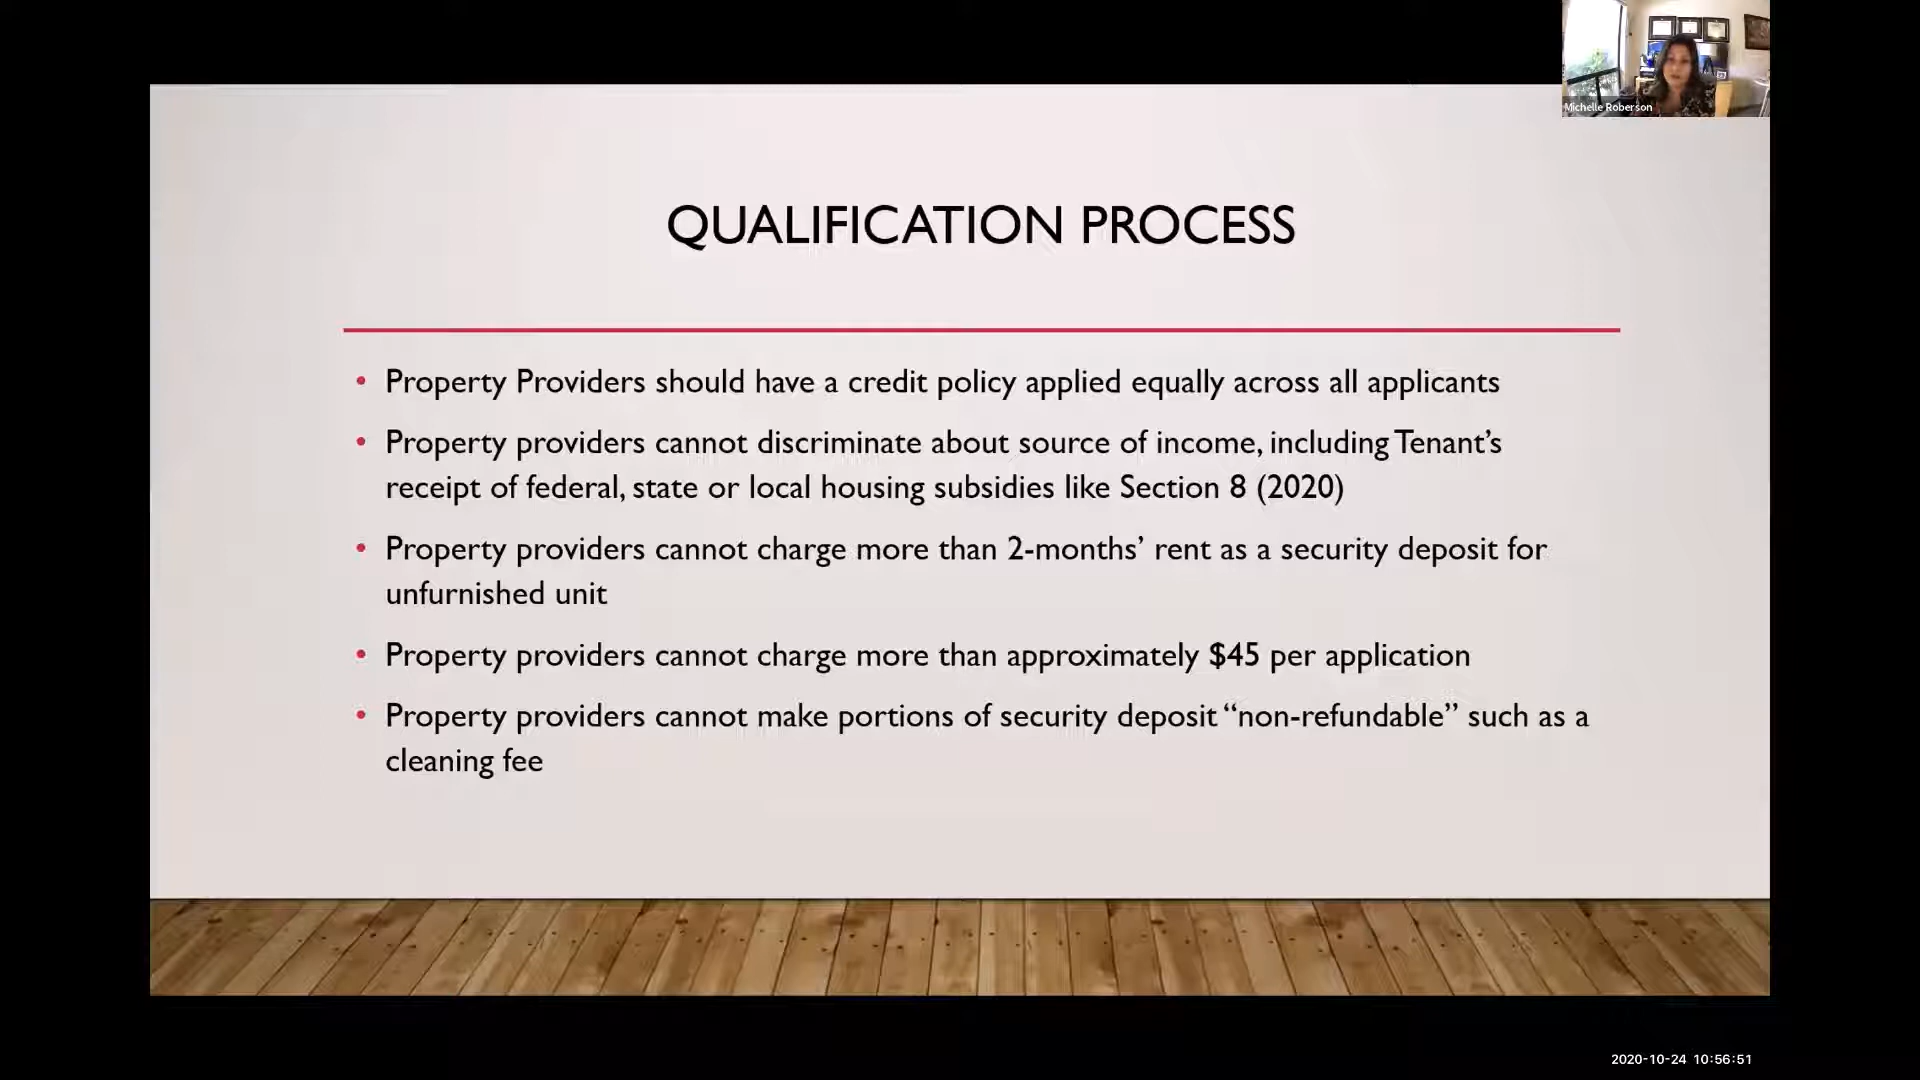 Michelle Roberson
QUALIFICATION PROCESS
• Property Providers should have a credit policy applied equally across all applicants
• Property providers cannot discriminate about source of income, including Tenant’s
receipt of federal, state or local housing subsidies like Section 8 (2020)
• Property providers cannot charge more than 2-months’ rent as a security deposit for
unfurnished unit
• Property providers cannot charge more than approximately $45 per application
• Property providers cannot make portions of security deposit “non-refundable” such as a
cleaning fee
2020-10-24 10:56:51